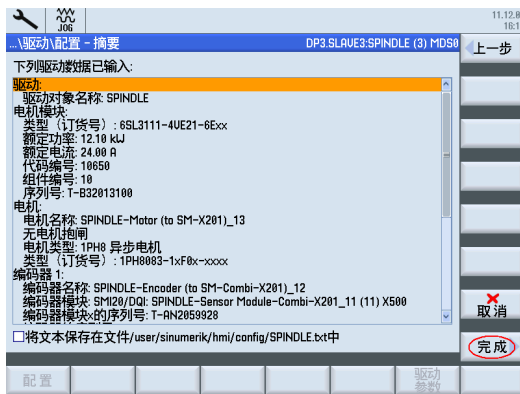 JOG
11.12.0
16:1
...\驱动\配置 - 摘要
DP3.SLAVE3:SPINDLE (3) MDS0
上一步
下列驱动数据已输入:
驱动:
驱动对象名称: SPINDLE
电机模块:
类型（订货号）: 6SL3111-4VE21-6Exx
额定功率: 12.10 kW
额定电流: 24.00 A
代码编号: 10650
组件编号: 10
序列号: T-B32013100
电机:
电机名称: SPINDLE-Motor (to SM-X201)_13
无电机抱闸
电机类型: 1PH8 异步电机
类型（订货号）: 1PH8083-1xF0x-xxxx
编码器 1:
编码器名称: SPINDLE-Encoder (to SM-Combi-X201)_12
编码器模块: SMI20/DQI: SPINDLE-Sensor Module-Combi-X201_11 (11) X500
编码器模块x的序列号: T-AN2059928
将文本保存在文件/user/sinumerik/hmi/config/SPINDLE.txt中
取消
完成
配置
驱动
参数